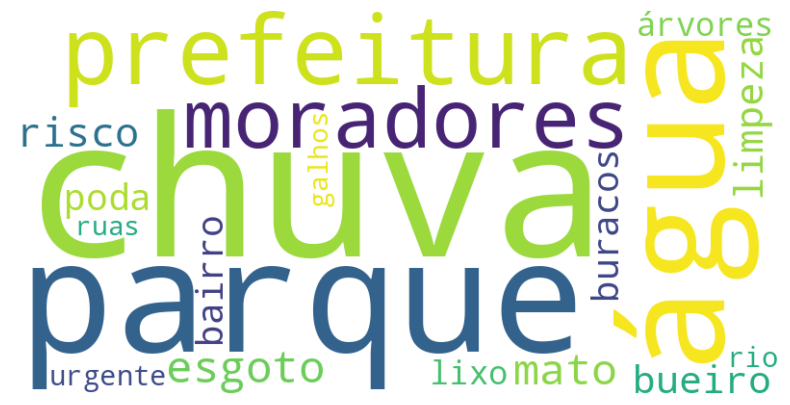 prefeitura
árvores
moradores
água
limpeza
risco
galhos
chuva
poda
ruas
buracos
bairro
parque
urgente
esgoto
lixo
mato
rio
bueiro